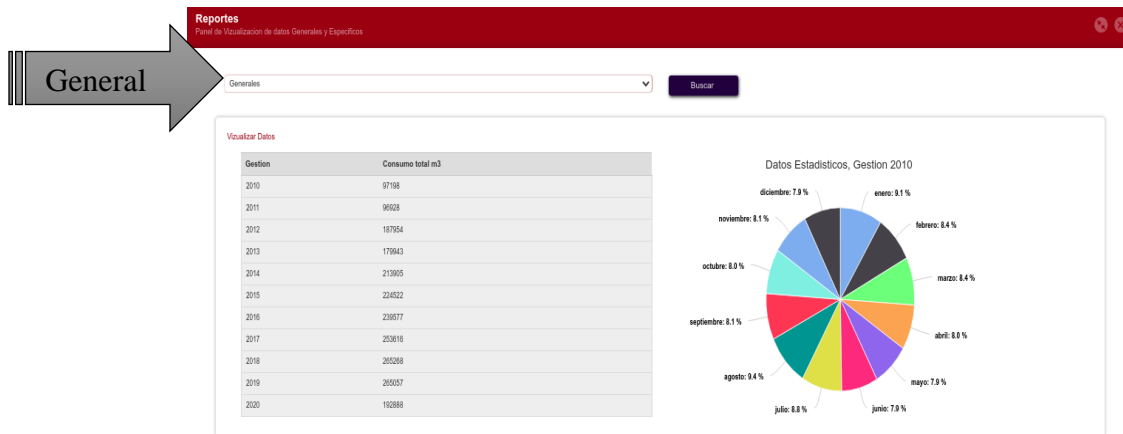 Reportes
Panel de Vizualizacion de datos Generales y Especificos
General
Generales
Buscar
Vizualizar Datos
Gestion Consumo total m3
2010 97198
2011 96928
2012 187954
2013 179943
2014 213905
2015 224522
2016 239577
2017 253616
2018 265268
2019 265057
2020 192888
Datos Estadisticos, Gestion 2010
diciembre: 7.9 % enero: 9.1 %
noviembre: 8.1 % febrero: 8.4 %
octubre: 8.0 % marzo: 8.4 %
septiembre: 8.1 % abril: 8.0 %
agosto: 9.4 % mayo: 7.9 %
julio: 8.8 % junio: 7.9 %